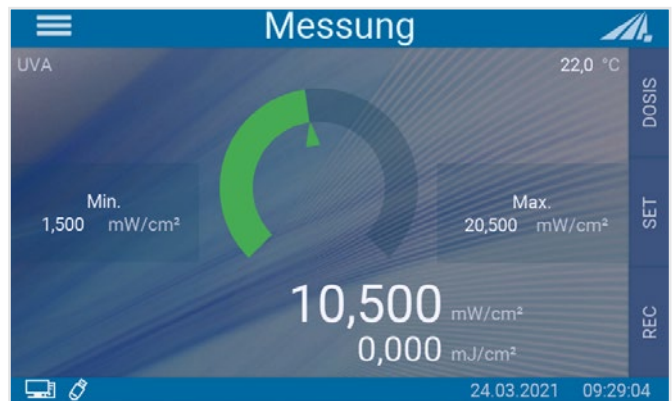 Messung
UVA
22,0 °C
DOSIS
Min.
1,500 mW/cm²
Max.
20,500 mW/cm²
SET
10,500 mW/cm²
0,000 mJ/cm²
REC
24.03.2021 09:29:04